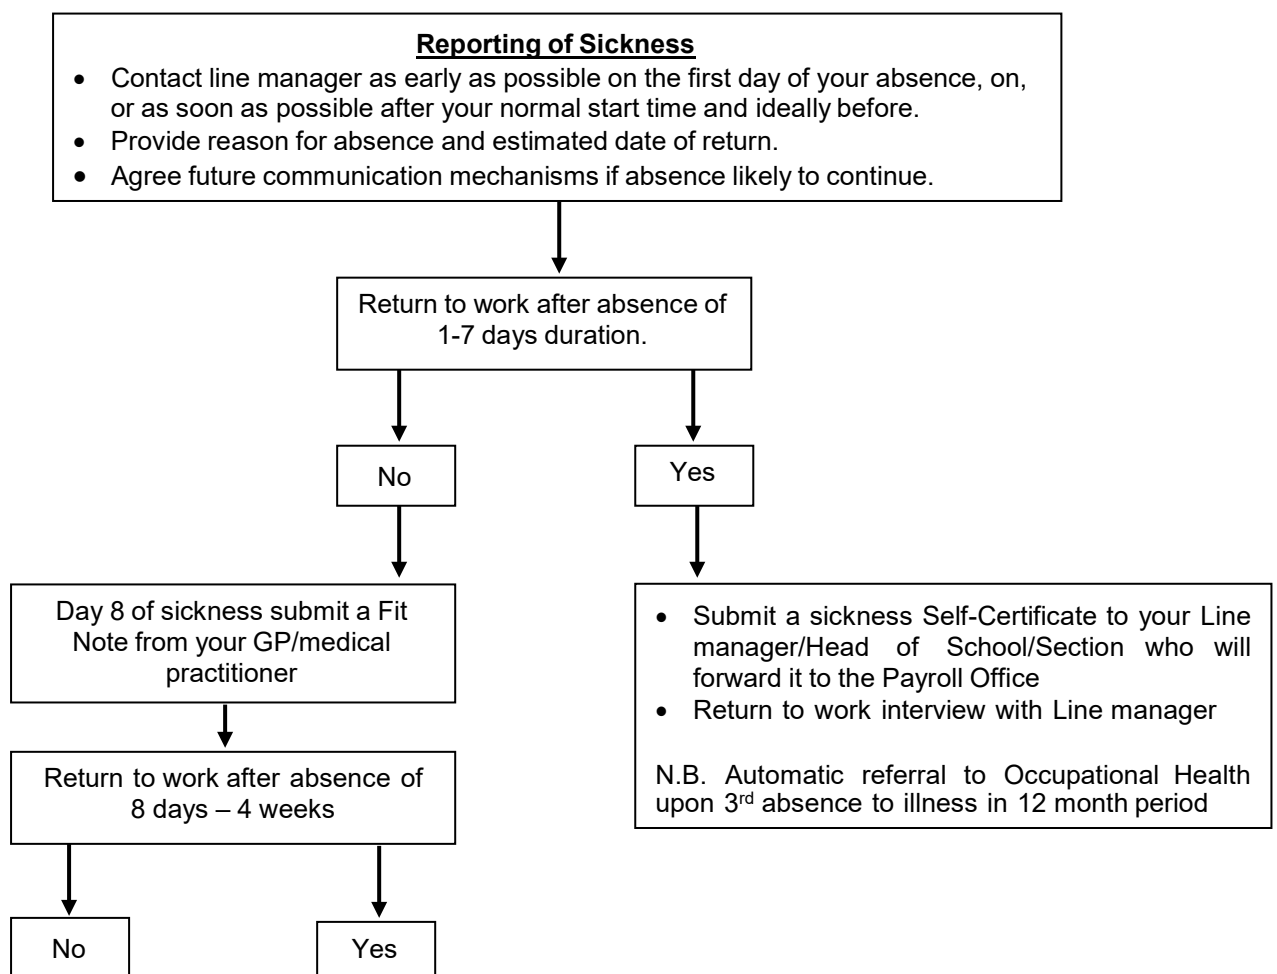 Reporting of Sickness
• Contact line manager as early as possible on the first day of your absence, on,
or as soon as possible after your normal start time and ideally before.
• Provide reason for absence and estimated date of return.
• Agree future communication mechanisms if absence likely to continue.
Return to work after absence of
1-7 days duration.
No
Yes
Day 8 of sickness submit a Fit
Note from your GP/medical
practitioner
• Submit a sickness Self-Certificate to your Line
manager/Head of School/Section who will
forward it to the Payroll Office
• Return to work interview with Line manager
N.B. Automatic referral to Occupational Health
upon 3rd absence to illness in 12 month period
Return to work after absence of
8 days – 4 weeks
No
Yes